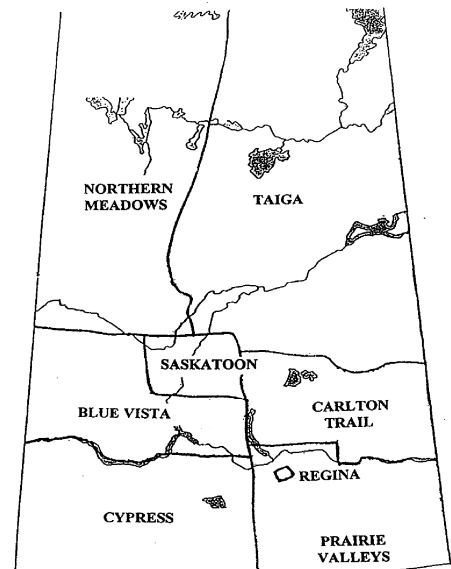 NORTHERN
MEADOWS
TAIGA
SASKATOON
BLUE VISTA
CARLTON
TRAIL
REGINA
CYPRESS
PRAIRIE
VALLEYS